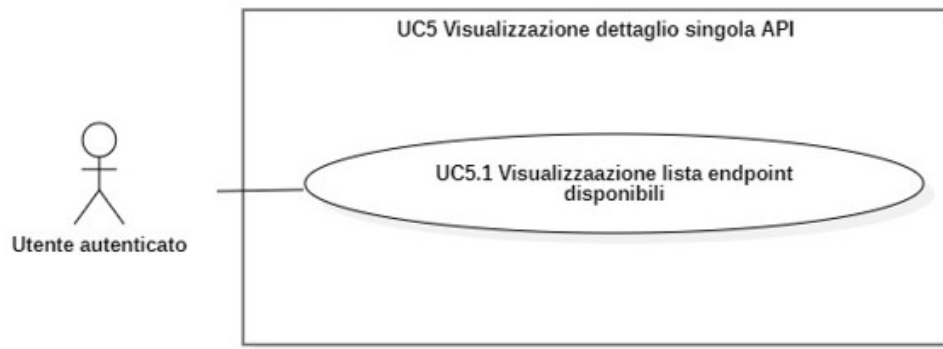 UC5 Visualizzazione dettaglio singola API
UC5.1 Visualizzaazione lista endpoint
disponibili
Utente autenticato